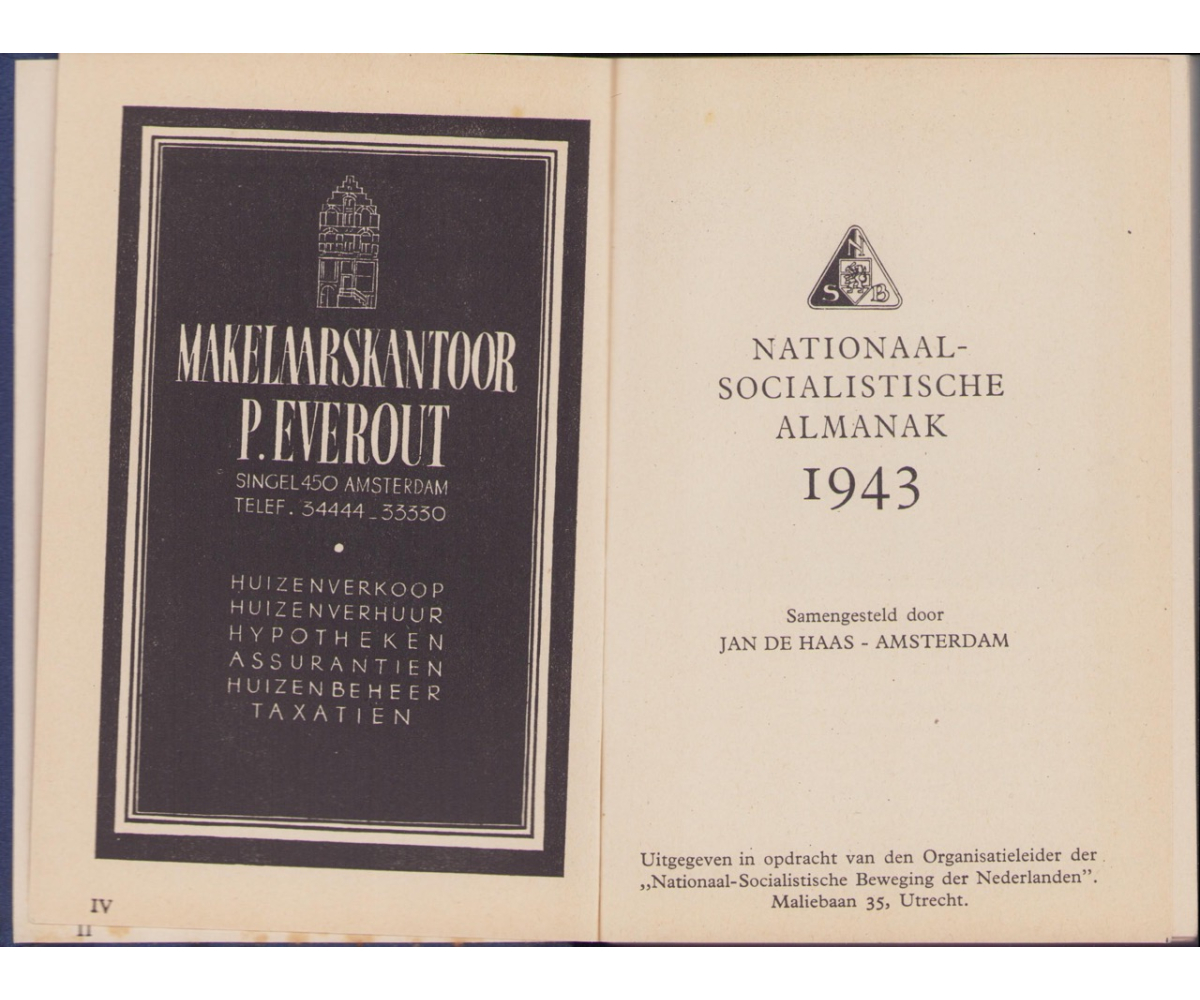 MAKELAARSKANTOOR
P. EVEROUT
SINGEL 450 AMSTERDAM
TELEF. 34444_33330
HUIZENVERKOOP
HUIZENVERHUUR
HYPOTHEKEN
ASSURANTIEN
HUIZENBEHEER
TAXATIEN
IV
II
N
S B
NATIONAAL-
SOCIALISTISCHE
ALMANAK
1943
Samengesteld door
JAN DE HAAS - AMSTERDAM
Uitgegeven in opdracht van den Organisatieleider der
„Nationaal-Socialistische Beweging der Nederlanden”.
Maliebaan 35, Utrecht.